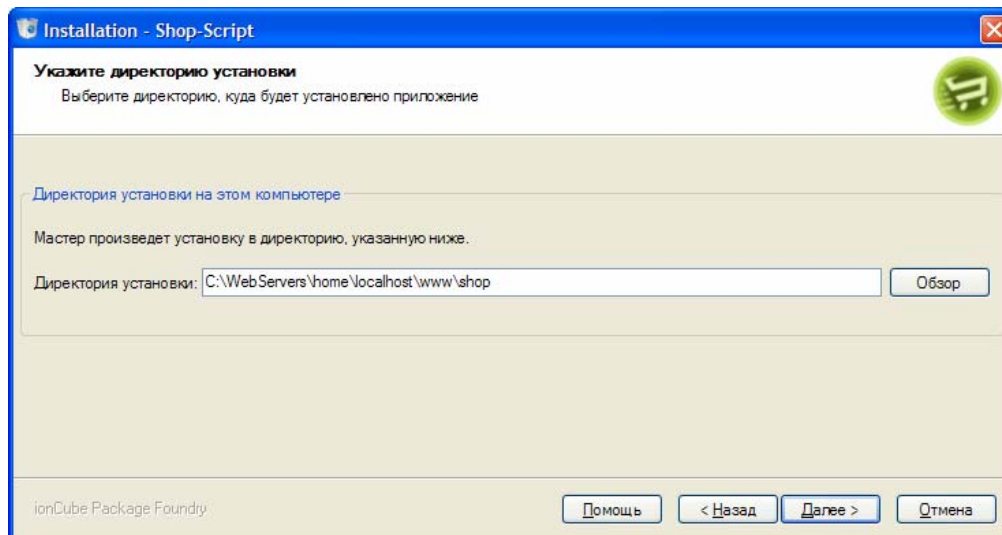 Installation - Shop-Script
Укажите директорию установки
Выберите директорию, куда будет установлено приложение
Директория установки на этом компьютере
Мастер произведет установку в директорию, указанную ниже.
Директория установки: C:\WebServers\home\localhost\www\shop Обзор
ionCube Package Foundry Помощь < Назад Далее > Отмена